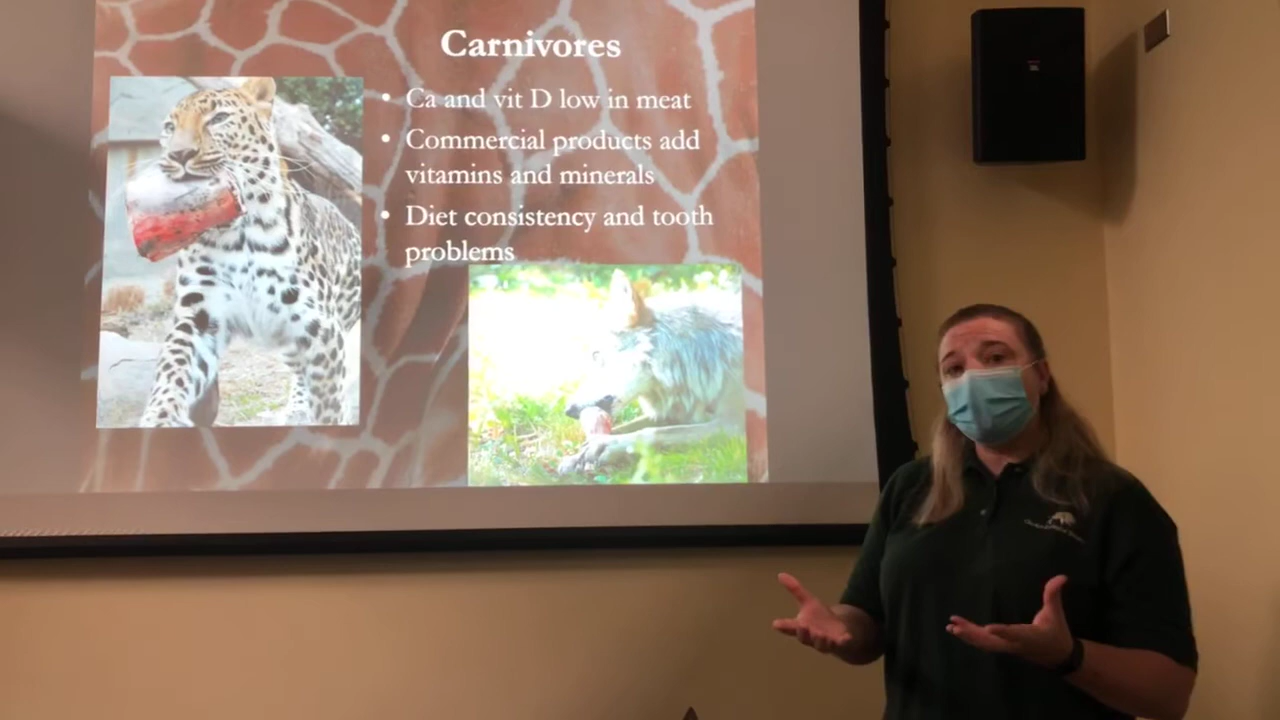 Carnivores
• Ca and vit D low in meat
• Commercial products add
vitamins and minerals
• Diet consistency and tooth
problems